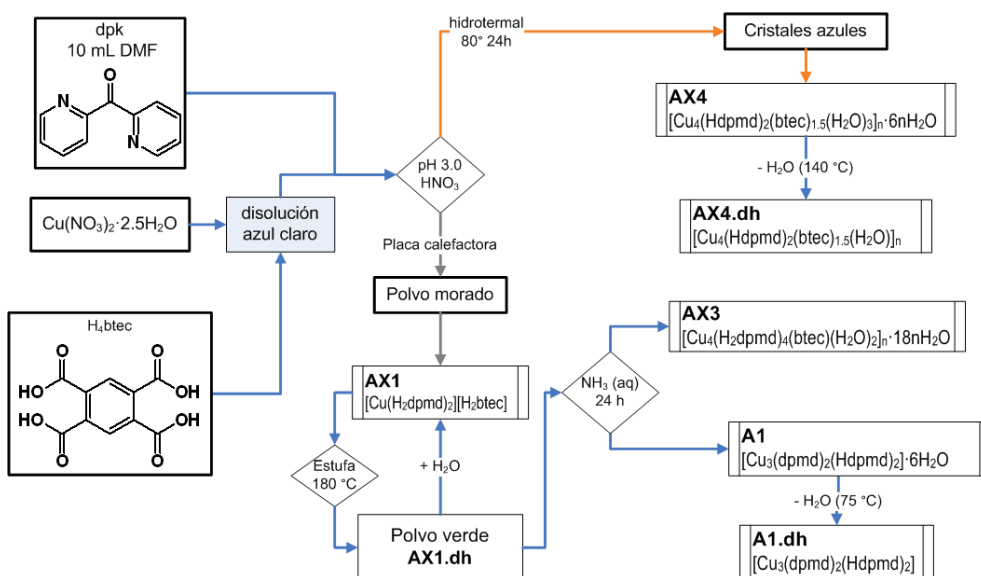 dpk
10 mL DMF
O
N
N
Cu(NO₃)₂·2.5H₂O
disolución
azul claro
H₄btec
O
O
HO
OH
HO
OH
O
O
hidrotermal
80° 24h
pH 3.0
HNO₃
Placa calefactora
Polvo morado
AX1
[Cu(H₂dpmd)₂][H₂btec]
Estufa
180 °C
+ H₂O
Polvo verde
AX1.dh
Cristales azules
AX4
[Cu₄(Hdpmd)₂(btec)₁.₅(H₂O)₃]ₙ·6nH₂O
- H₂O (140 °C)
AX4.dh
[Cu₄(Hdpmd)₂(btec)₁.₅(H₂O)]ₙ
NH₃ (aq)
24 h
AX3
[Cu₄(H₂dpmd)₄(btec)(H₂O)₂]ₙ·18nH₂O
A1
[Cu₃(dpmd)₂(Hdpmd)₂]·6H₂O
- H₂O (75 °C)
A1.dh
[Cu₃(dpmd)₂(Hdpmd)₂]